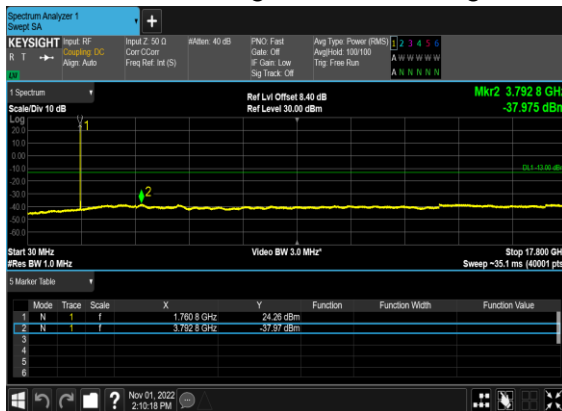 Spectrum Analyzer 1
Swept SA
+
KEYSIGHT Input: RF Input Z: 50 Ω #Atten: 40 dB PNO: Fast Avg Type: Power (RMS) 1 2 3 4 5 6
R T Coupling: DC Corr CCorr Gate: Off Avg|Hold: 100/100 A W W W W W
Align: Auto Freq Ref: Int (S) IF Gain: Low Trig: Free Run A N N N N N
Sig Track: Off
1 Spectrum Ref Lvl Offset 8.40 dB Mkr2 3.792 8 GHz
Scale/Div 10 dB Ref Level 30.00 dBm -37.975 dBm
Log
1
20.0
10.0
0.00
-10.0 DL1 -13.00 dBm
-20.0
-30.0 2
-40.0
-50.0
-60.0
Start 30 MHz Video BW 3.0 MHz* Stop 17.800 GHz
#Res BW 1.0 MHz Sweep ~35.1 ms (40001 pts)
5 Marker Table
Mode Trace Scale X Y Function Function Width Function Value
1 N 1 f 1.760 8 GHz 24.26 dBm
2 N 1 f 3.792 8 GHz -37.97 dBm
3
4
5
6
? Nov 01, 2022
2:10:18 PM